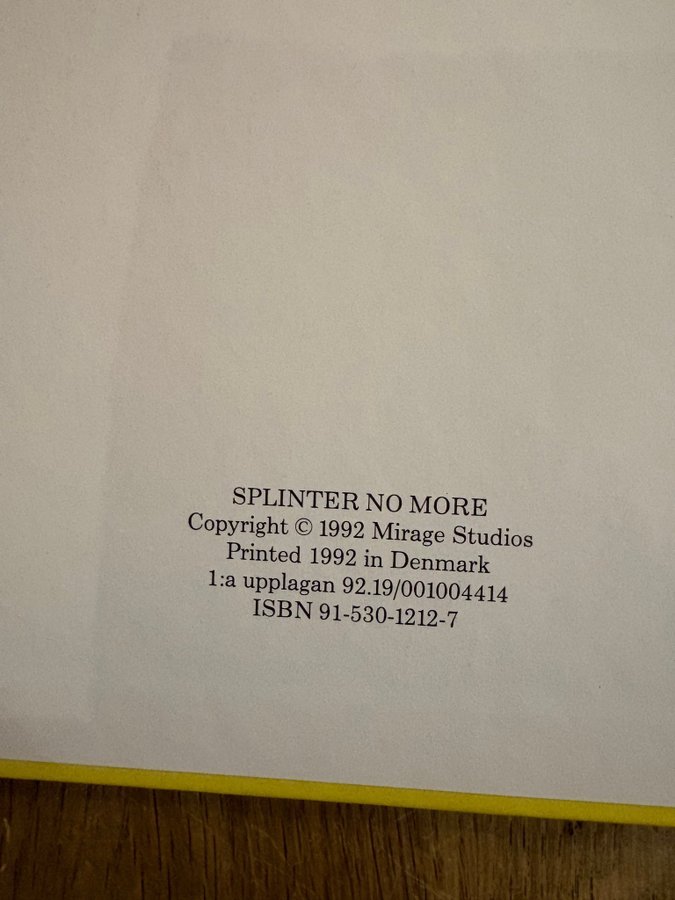 SPLINTER NO MORE
Copyright © 1992 Mirage Studios
Printed 1992 in Denmark
1:a upplagan 92.19/001004414
ISBN 91-530-1212-7